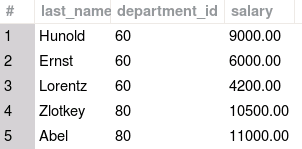 # last_name department_id salary
1 Hunold 60 9000.00
2 Ernst 60 6000.00
3 Lorentz 60 4200.00
4 Zlotkey 80 10500.00
5 Abel 80 11000.00